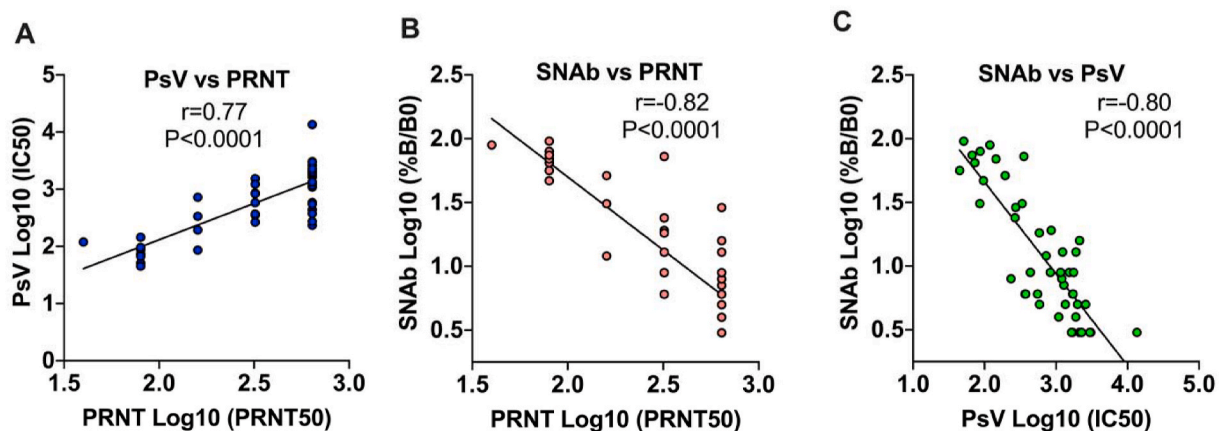 A
PsV vs PRNT
r=0.77
P<0.0001
PsV Log10 (IC50)
5
4
3
2
1
0
1.5
2.0
2.5
3.0
PRNT Log10 (PRNT50)
B
SNAb vs PRNT
r=-0.82
P<0.0001
SNAb Log10 (%B/B0)
2.5
2.0
1.5
1.0
0.5
1.5
2.0
2.5
3.0
PRNT Log10 (PRNT50)
C
SNAb vs PsV
r=-0.80
P<0.0001
SNAb Log10 (%B/B0)
2.5
2.0
1.5
1.0
0.5
1.0
2.0
3.0
4.0
5.0
PsV Log10 (IC50)